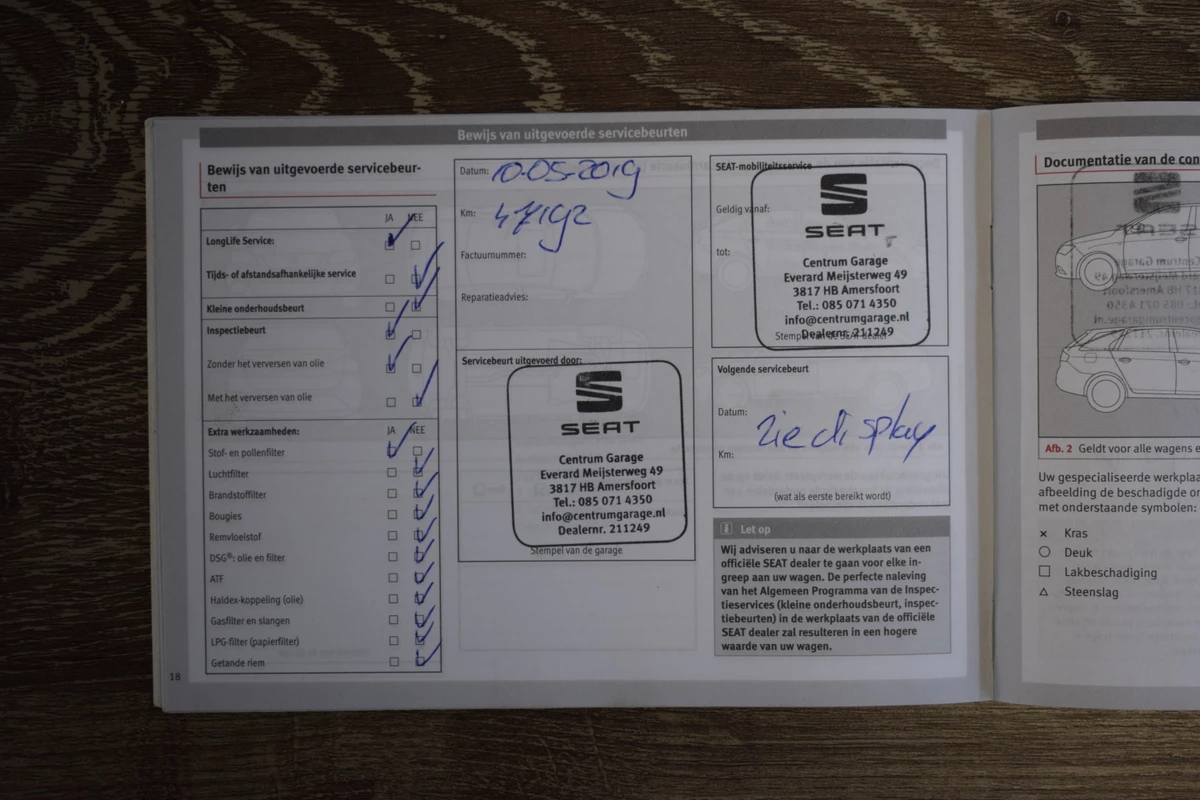 Bewijs van uitgevoerde servicebeurten
Bewijs van uitgevoerde servicebeur-
ten
JA NEE
LongLife Service:
Tijds- of afstandsafhankelijke service
Kleine onderhoudsbeurt
Inspectiebeurt
Zonder het verversen van olie
Met het verversen van olie
Extra werkzaamheden: JA NEE
Stof- en pollenfilter
Luchtfilter
Brandstoffilter
Bougies
Remvloeistof
DSG®: olie en filter
ATF
Haldex-koppeling (olie)
Gasfilter en slangen
LPG-filter (papierfilter)
Getande riem
18
Datum: 10-05-2019
Km: 47192
Factuurnummer:
Reparatieadvies:
Servicebeurt uitgevoerd door:
SEAT
Centrum Garage
Everard Meijsterweg 49
3817 HB Amersfoort
Tel.: 085 071 4350
info@centrumgarage.nl
Dealernr. 211249
Stempel van de garage
SEAT-mobiliteitsservice
Geldig vanaf:
tot:
SEAT
Centrum Garage
Everard Meijsterweg 49
3817 HB Amersfoort
Tel.: 085 071 4350
info@centrumgarage.nl
Dealernr. 211249
Stempel van de SEAT dealer
Volgende servicebeurt
Datum:
zie display
Km:
(wat als eerste bereikt wordt)
Let op
Wij adviseren u naar de werkplaats van een
officiële SEAT dealer te gaan voor elke in-
greep aan uw wagen. De perfecte naleving
van het Algemeen Programma van de Inspec-
tieservices (kleine onderhoudsbeurt, inspec-
tiebeurten) in de werkplaats van de officiële
SEAT dealer zal resulteren in een hogere
waarde van uw wagen.
Documentatie van de con
Afb. 2 Geldt voor alle wagens e
Uw gespecialiseerde werkplaa
afbeelding de beschadigde or
met onderstaande symbolen:
Kras
Deuk
Lakbeschadiging
Steenslag